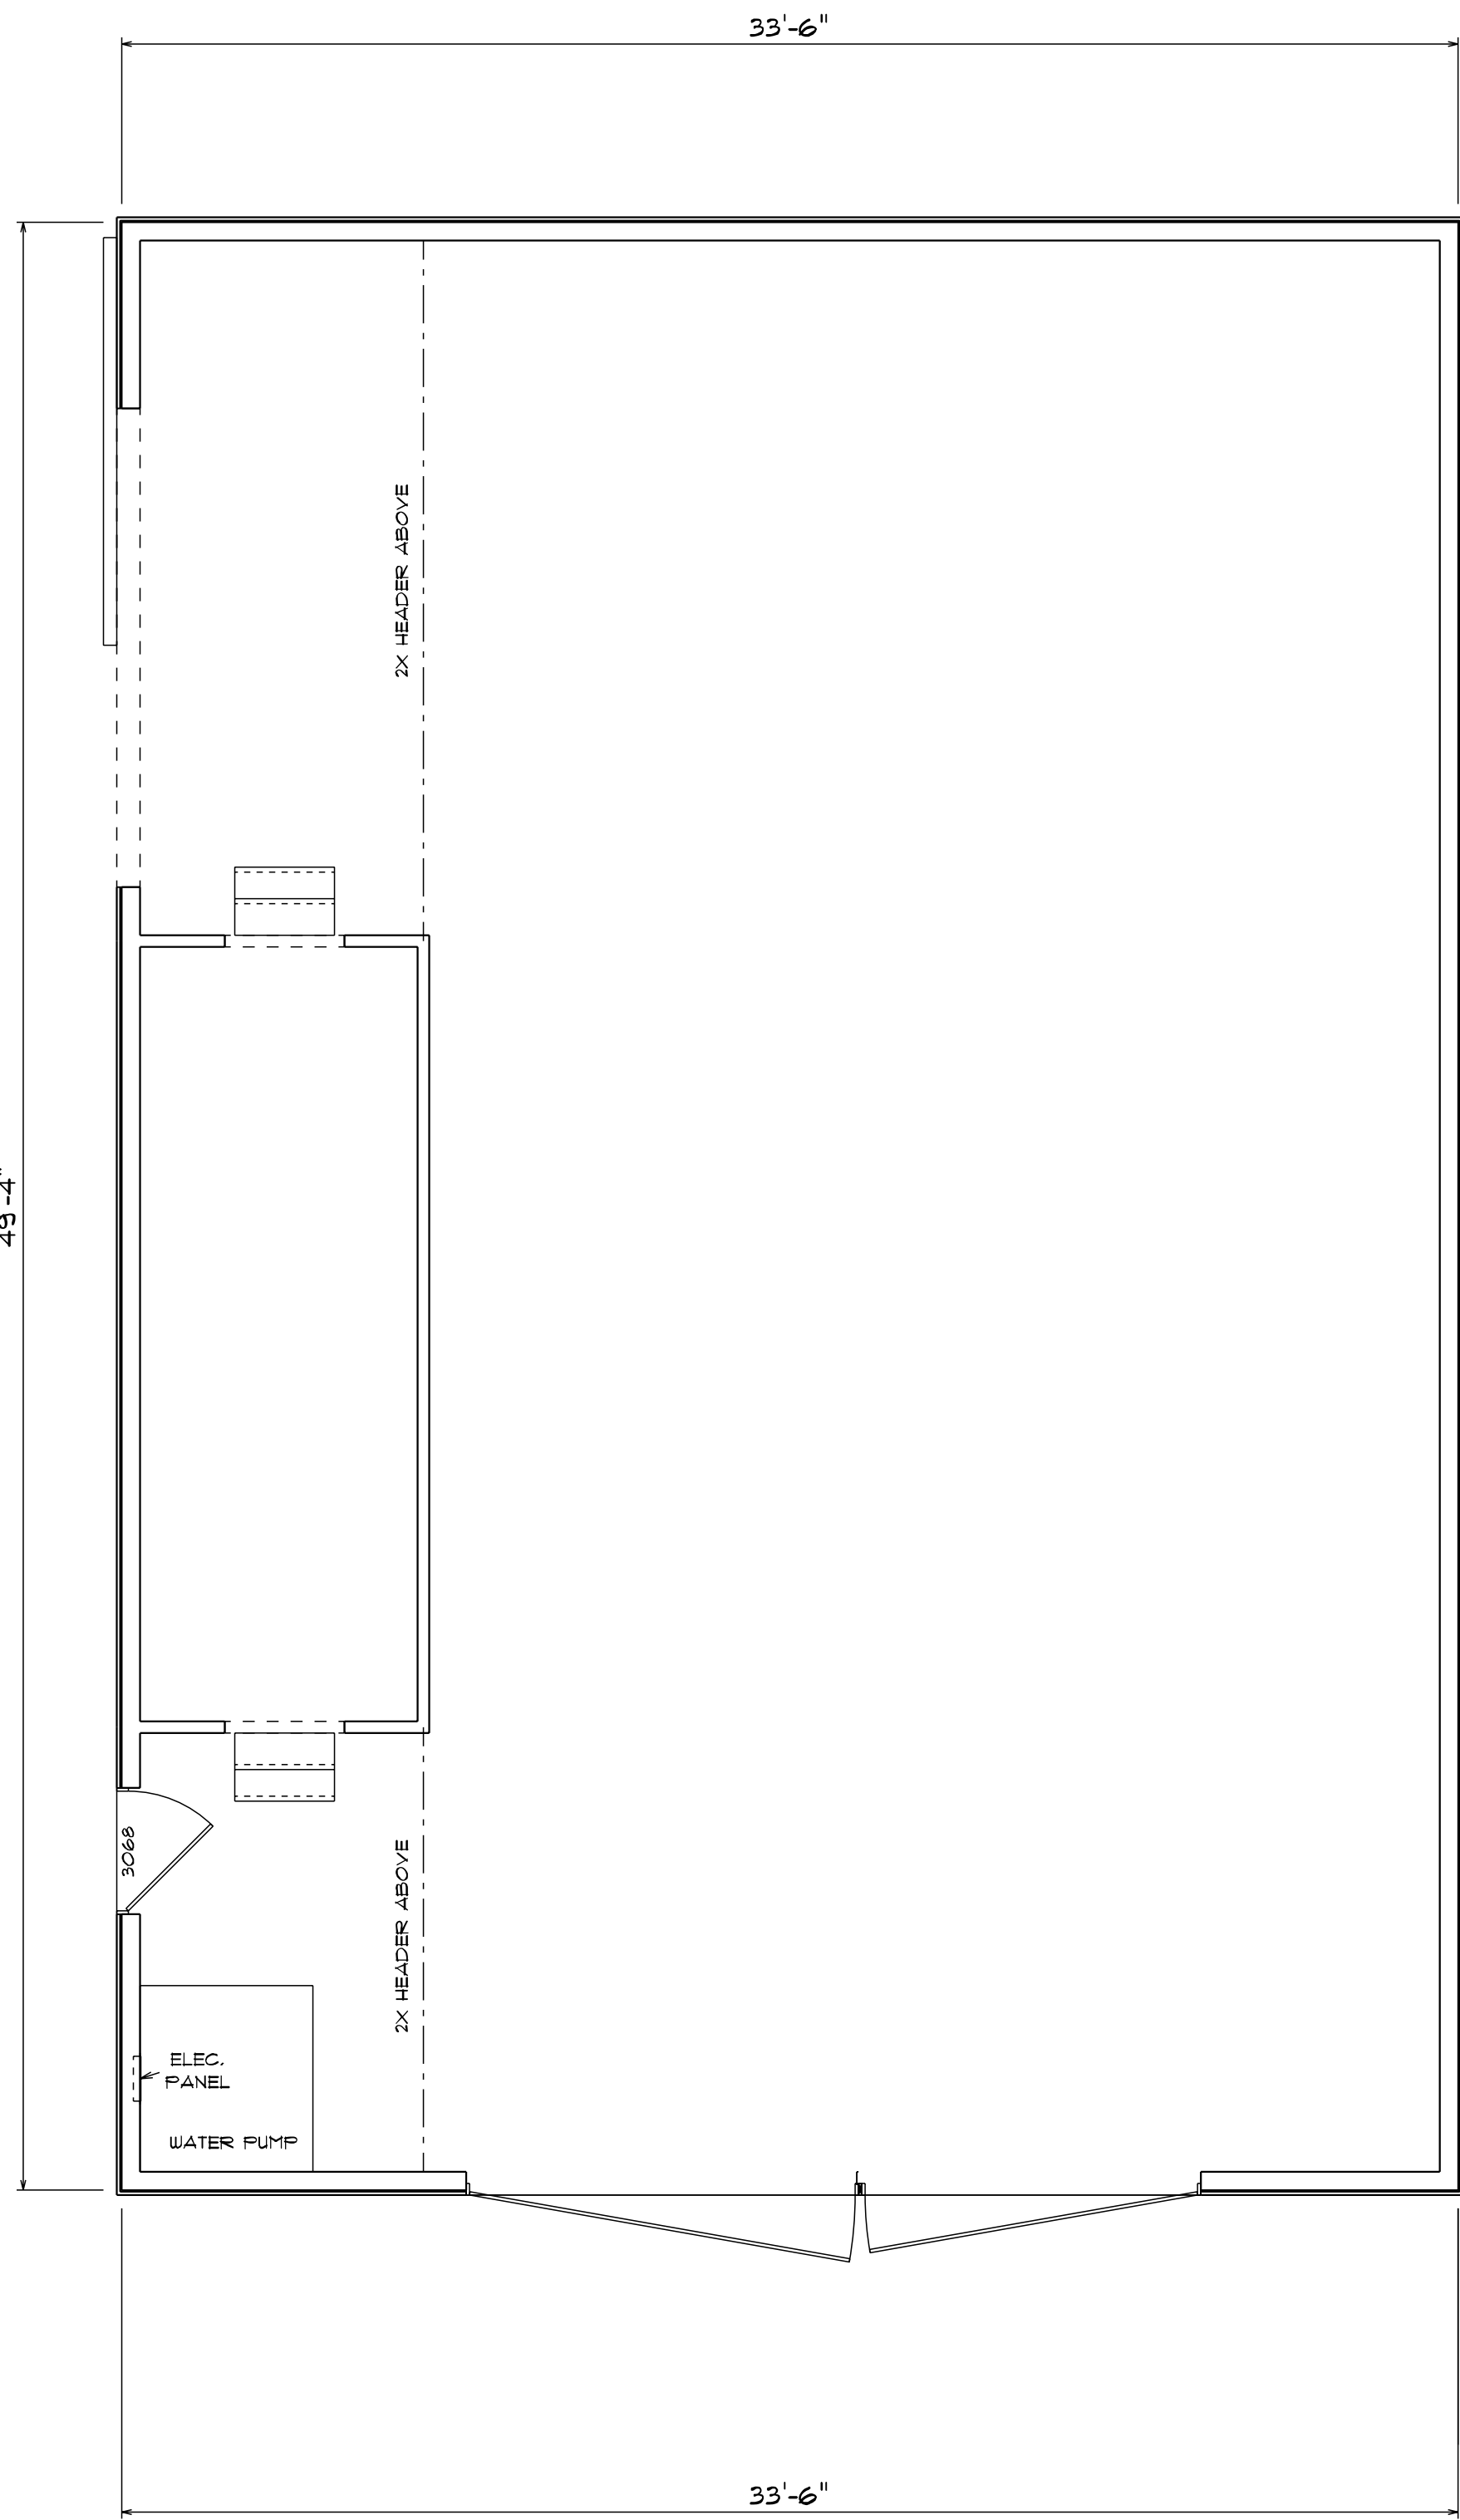 33'-6"
2X HEADER ABOVE
49'-4"
3068
2X HEADER ABOVE
ELEC.
PANEL
WATER PUMP
33'-6"